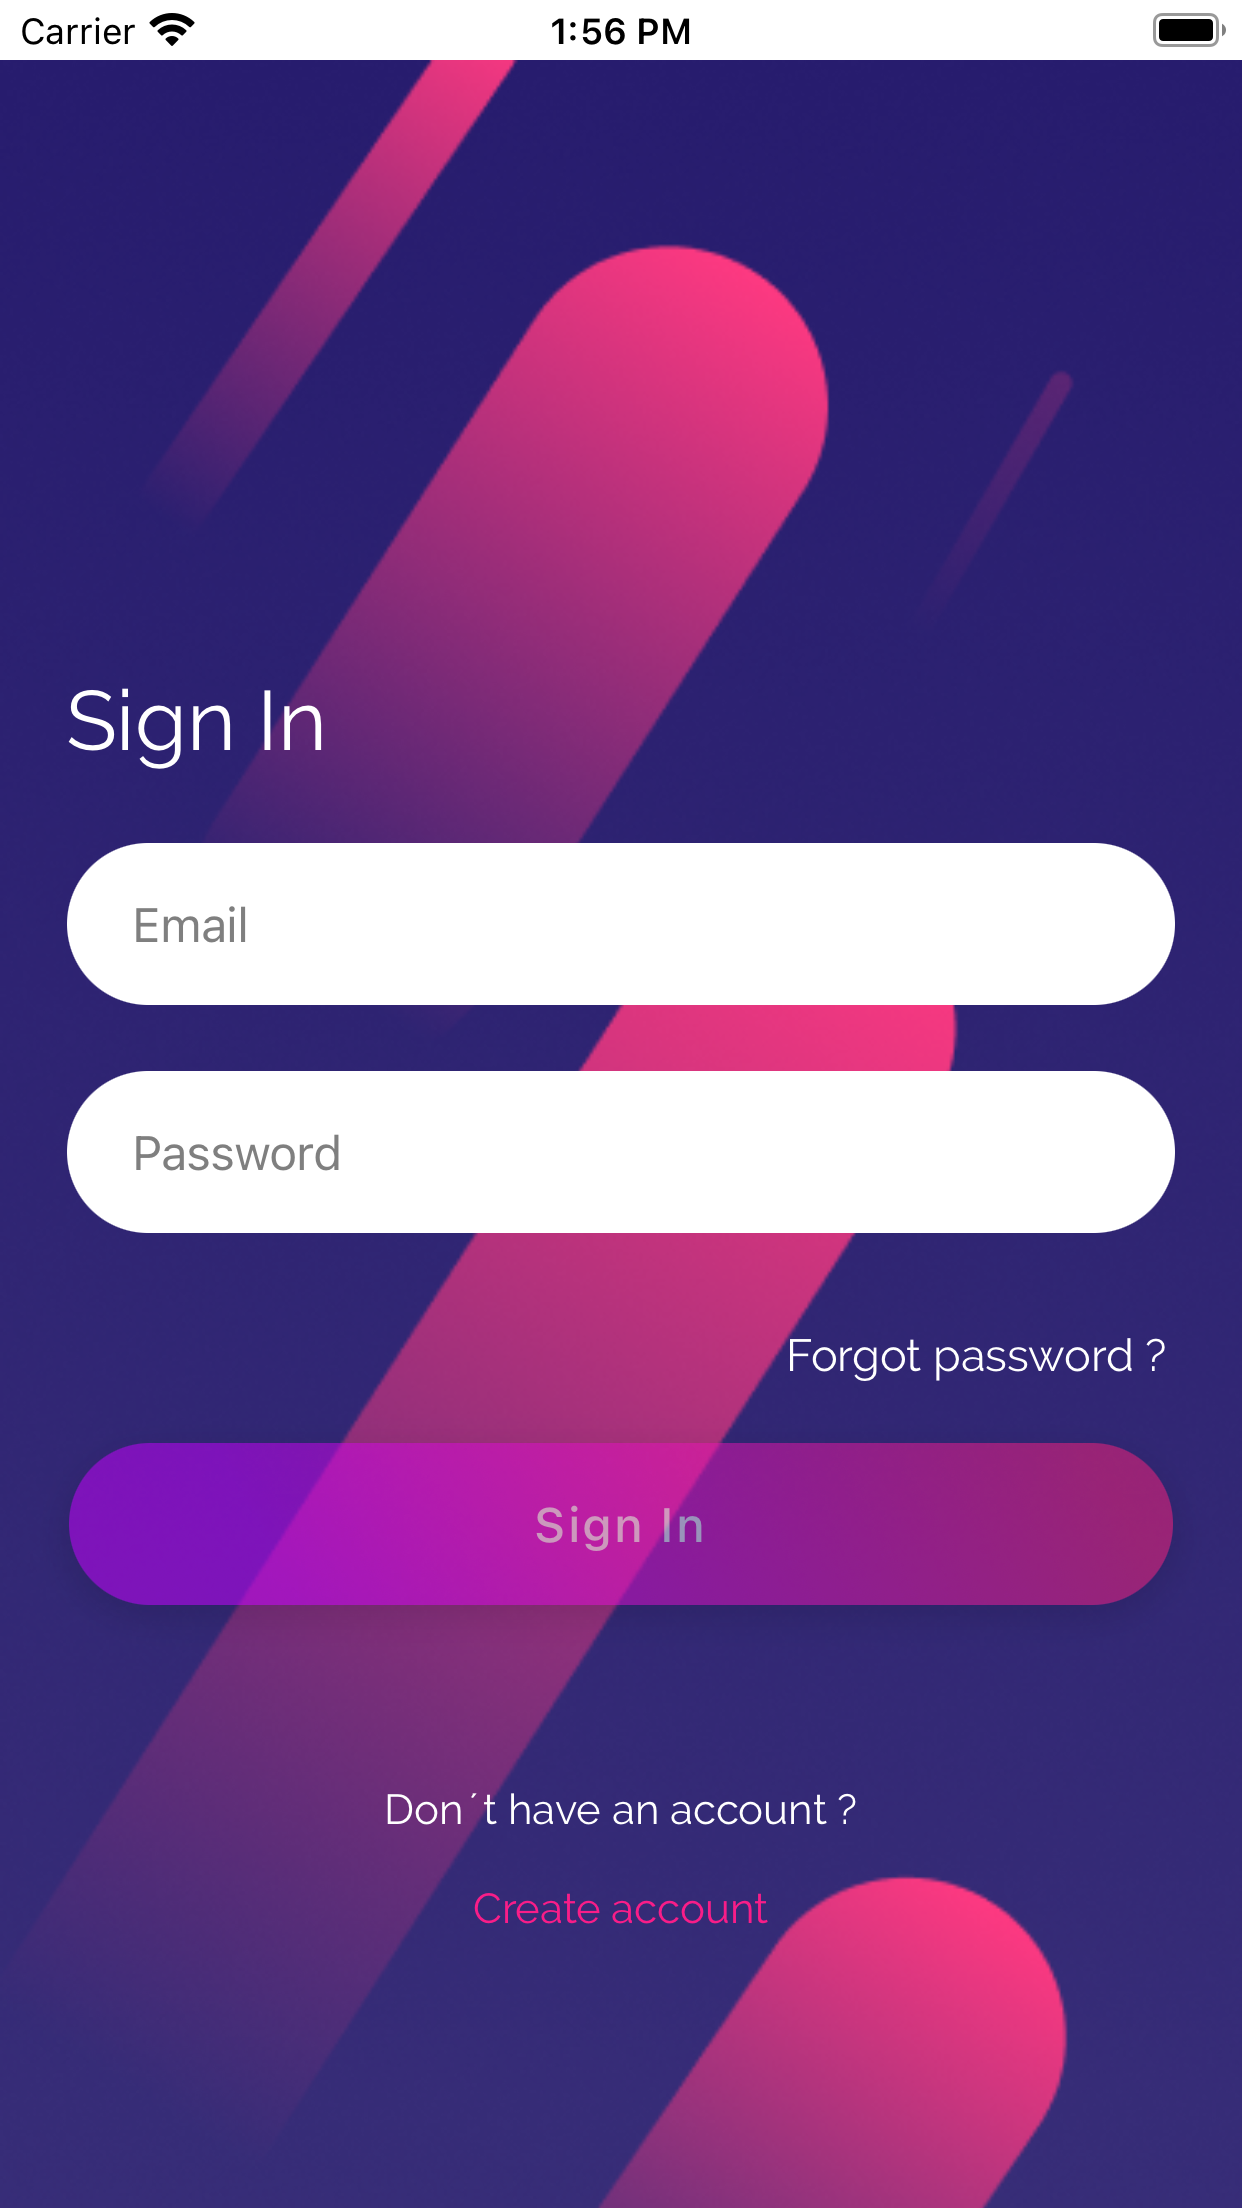 Carrier 1:56 PM
Sign In
Email
Password
Forgot password ?
Sign In
Don´t have an account ?
Create account